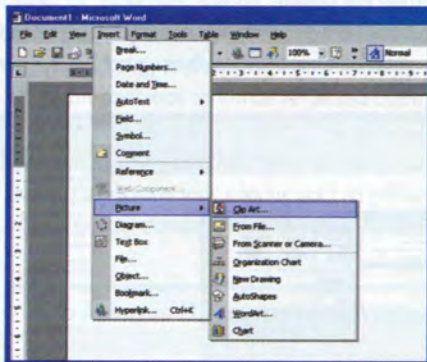 Document1 - Microsoft Word
File Edit View Insert Format Tools Table Window Help
100% Normal
Break...
Page Numbers...
Date and Time...
AutoText
Field...
Symbol...
Comment
Reference
Web Component...
Picture
Diagram...
Text Box
File...
Object...
Bookmark...
Hyperlink... Ctrl+K
Clip Art...
From File...
From Scanner or Camera...
Organization Chart
New Drawing
AutoShapes
WordArt...
Chart